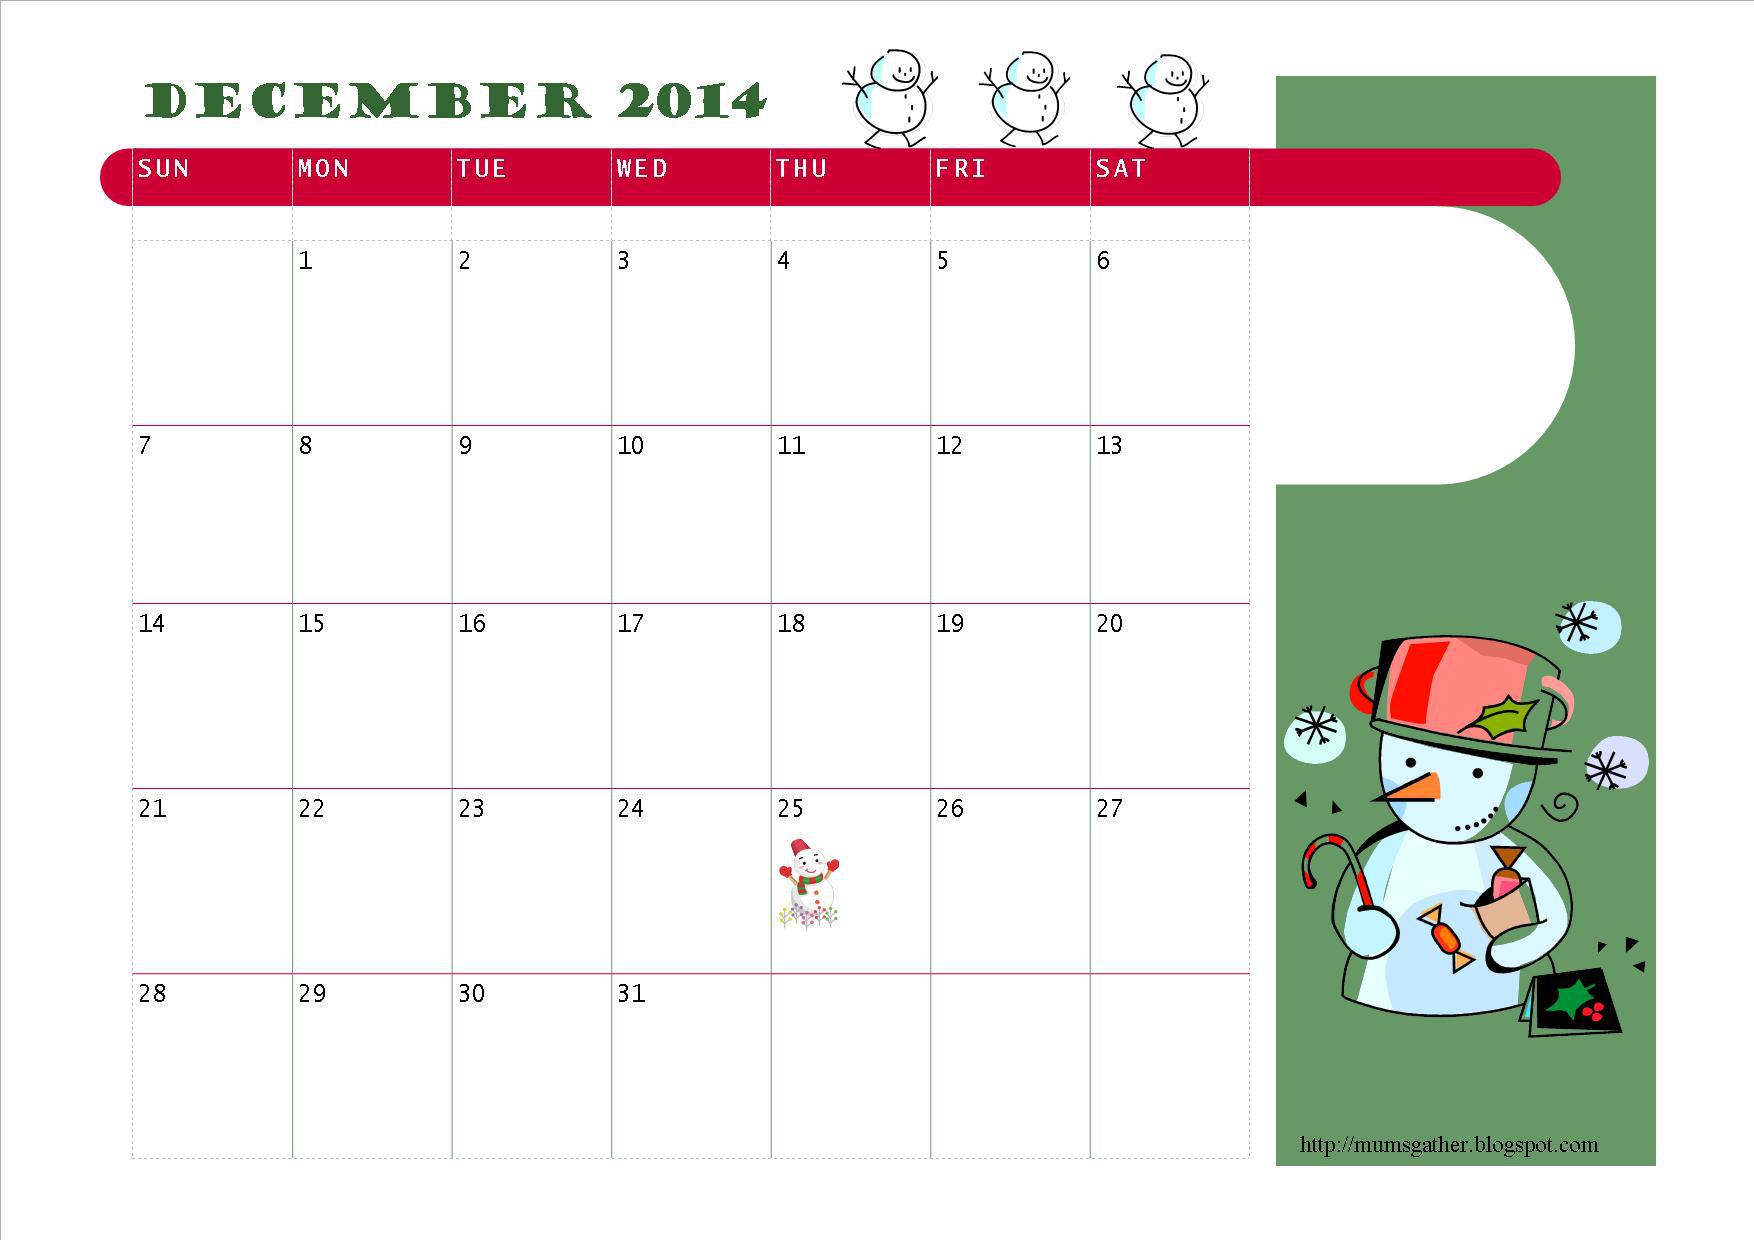 DECEMBER 2014
SUN MON TUE WED THU FRI SAT
1 2 3 4 5 6
7 8 9 10 11 12 13
14 15 16 17 18 19 20
21 22 23 24 25 26 27
28 29 30 31
http://mumsgather.blogspot.com